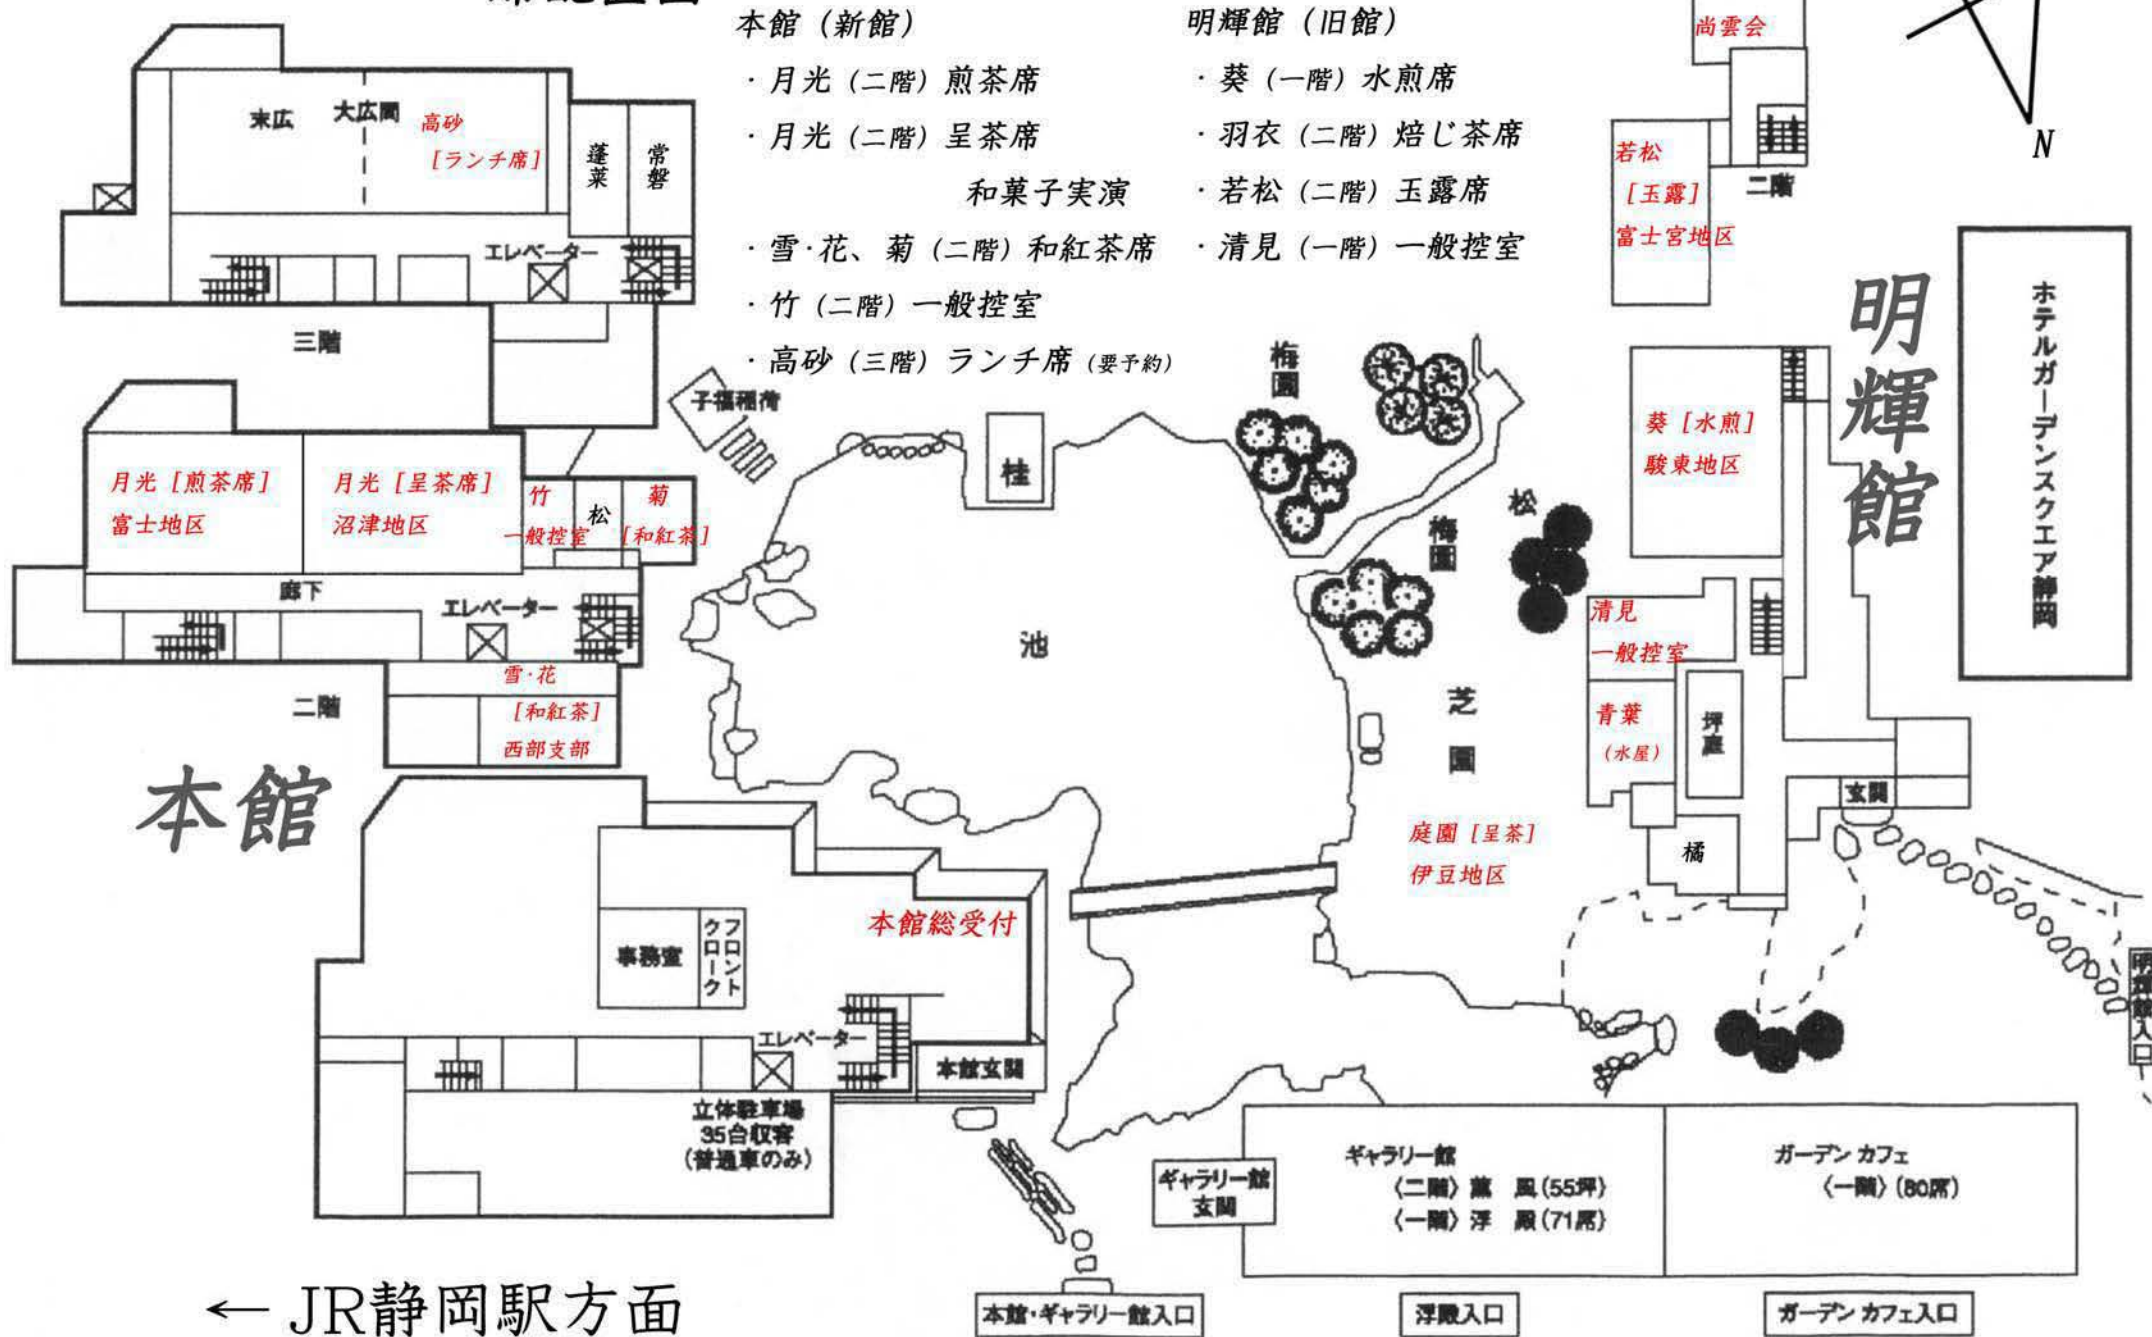 本館（新館）
・月光（二階）煎茶席
・月光（二階）呈茶席
和菓子実演
・雪・花、菊（二階）和紅茶席
・竹（二階）一般控室
・高砂（三階）ランチ席（要予約）
明輝館（旧館）
・葵（一階）水煎席
・羽衣（二階）焙じ茶席
・若松（二階）玉露席
・清見（一階）一般控室
尚雲会
N
若松
［玉露］
富士宮地区
二階
末広
大広間
高砂
［ランチ席］
蓬莱
常磐
エレベーター
三階
子福稲荷
月光［煎茶席］
富士地区
月光［呈茶席］
沼津地区
竹
一般控室
松
菊
［和紅茶］
廊下
エレベーター
雪・花
［和紅茶］
西部支部
二階
本館
桂
池
梅園
梅園
松
芝園
庭園［呈茶］
伊豆地区
明輝館
葵［水煎］
駿東地区
清見
一般控室
青葉
（水屋）
坪庭
玄関
橘
ホテルガーデンスクエア静岡
明輝館入口
本館総受付
事務室
フロント
クローク
エレベーター
本館玄関
立体駐車場
35台収容
(普通車のみ)
ギャラリー館
玄関
ギャラリー館
〈二階〉薫 風(55坪)
〈一階〉浮 殿(71席)
ガーデン カフェ
〈一階〉(80席)
←JR静岡駅方面
本館・ギャラリー館入口
浮殿入口
ガーデン カフェ入口